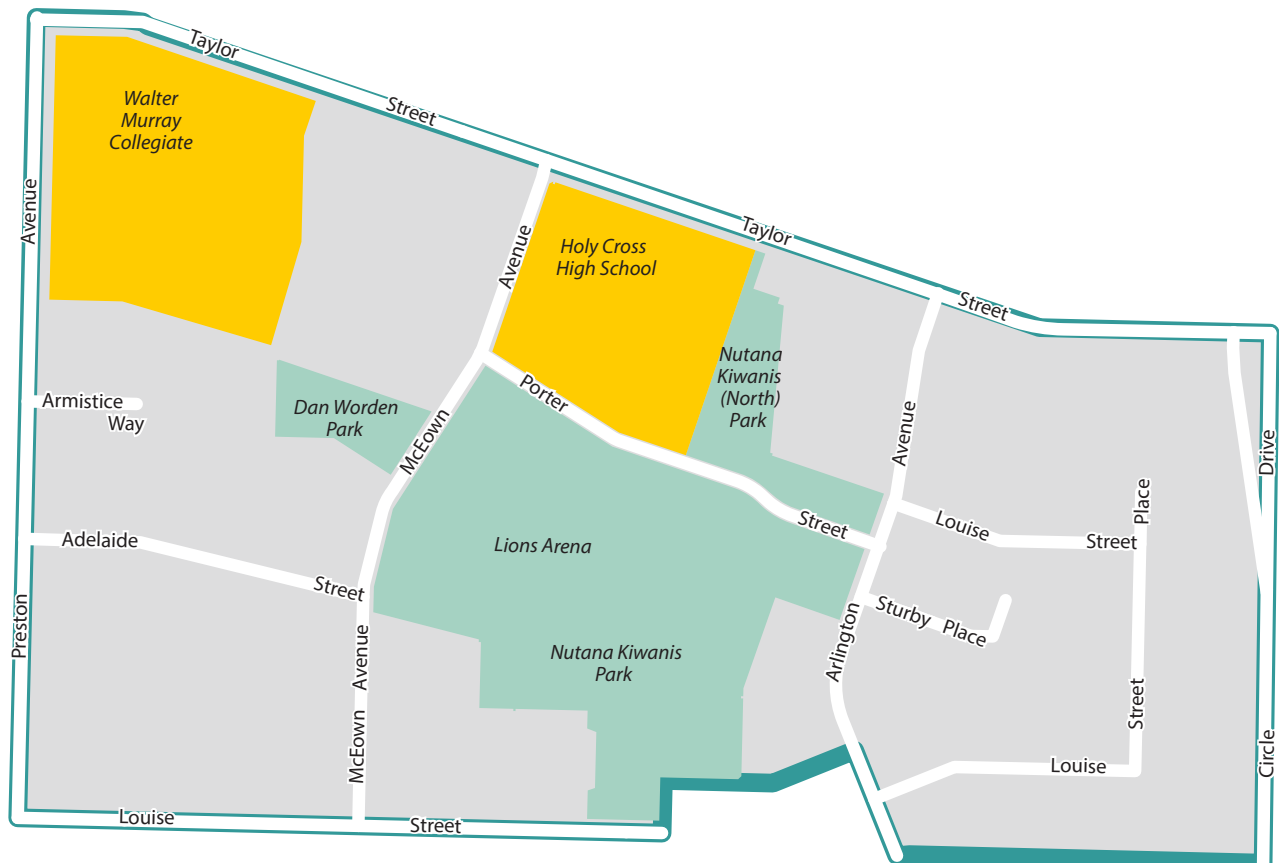 Taylor
Street
Walter
Murray
Collegiate
Avenue
Avenue
Holy Cross
High School
Taylor
Street
Nutana
Kiwanis
(North)
Park
Porter
Dan Worden
Park
Armistice
Way
McEown
Avenue
Drive
Place
Louise
Street
Street
Lions Arena
Adelaide
Street
Sturby Place
Preston
Arlington
Avenue
Nutana Kiwanis
Park
McEown
Street
Louise
Circle
Louise
Street